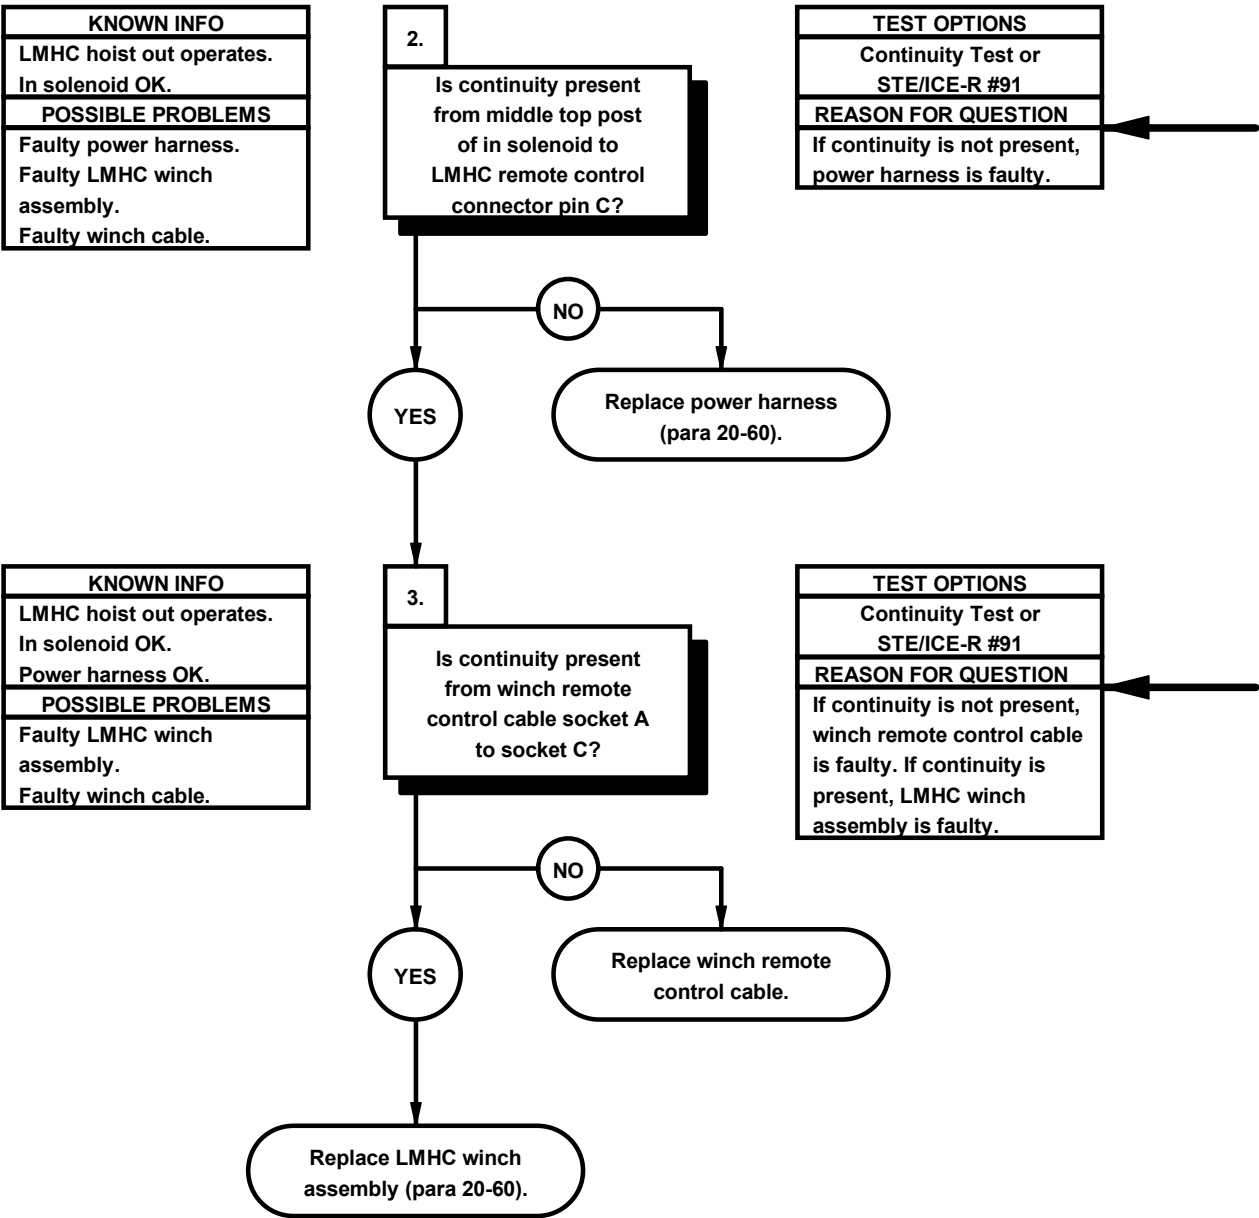 KNOWN INFO
LMHC hoist out operates.
In solenoid OK.
POSSIBLE PROBLEMS
Faulty power harness.
Faulty LMHC winch
assembly.
Faulty winch cable.
2.
Is continuity present
from middle top post
of in solenoid to
LMHC remote control
connector pin C?
TEST OPTIONS
Continuity Test or
STE/ICE-R #91
REASON FOR QUESTION
If continuity is not present,
power harness is faulty.
NO
YES
Replace power harness
(para 20-60).
KNOWN INFO
LMHC hoist out operates.
In solenoid OK.
Power harness OK.
POSSIBLE PROBLEMS
Faulty LMHC winch
assembly.
Faulty winch cable.
3.
Is continuity present
from winch remote
control cable socket A
to socket C?
TEST OPTIONS
Continuity Test or
STE/ICE-R #91
REASON FOR QUESTION
If continuity is not present,
winch remote control cable
is faulty. If continuity is
present, LMHC winch
assembly is faulty.
NO
YES
Replace winch remote
control cable.
Replace LMHC winch
assembly (para 20-60).